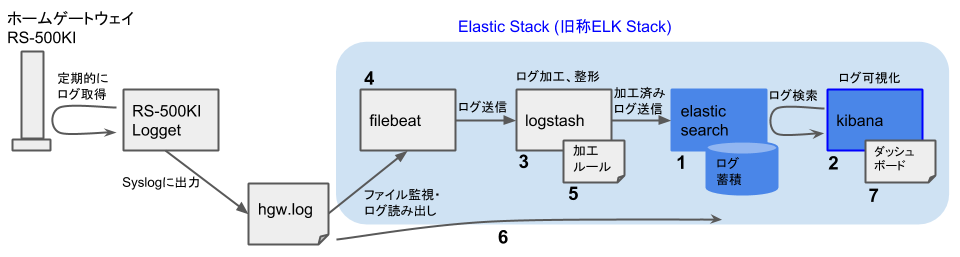 ホームゲートウェイ
RS-500KI
Elastic Stack (旧称ELK Stack)
定期的に
ログ取得
RS-500KI
Logget
Syslogに出力
hgw.log
ファイル監視・
ログ読み出し
4
filebeat
ログ送信
ログ加工、整形
logstash
3
加工
ルール
5
加工済み
ログ送信
elastic
search
1
ログ
蓄積
ログ検索
ログ可視化
kibana
2
ダッシュ
ボード
7
6